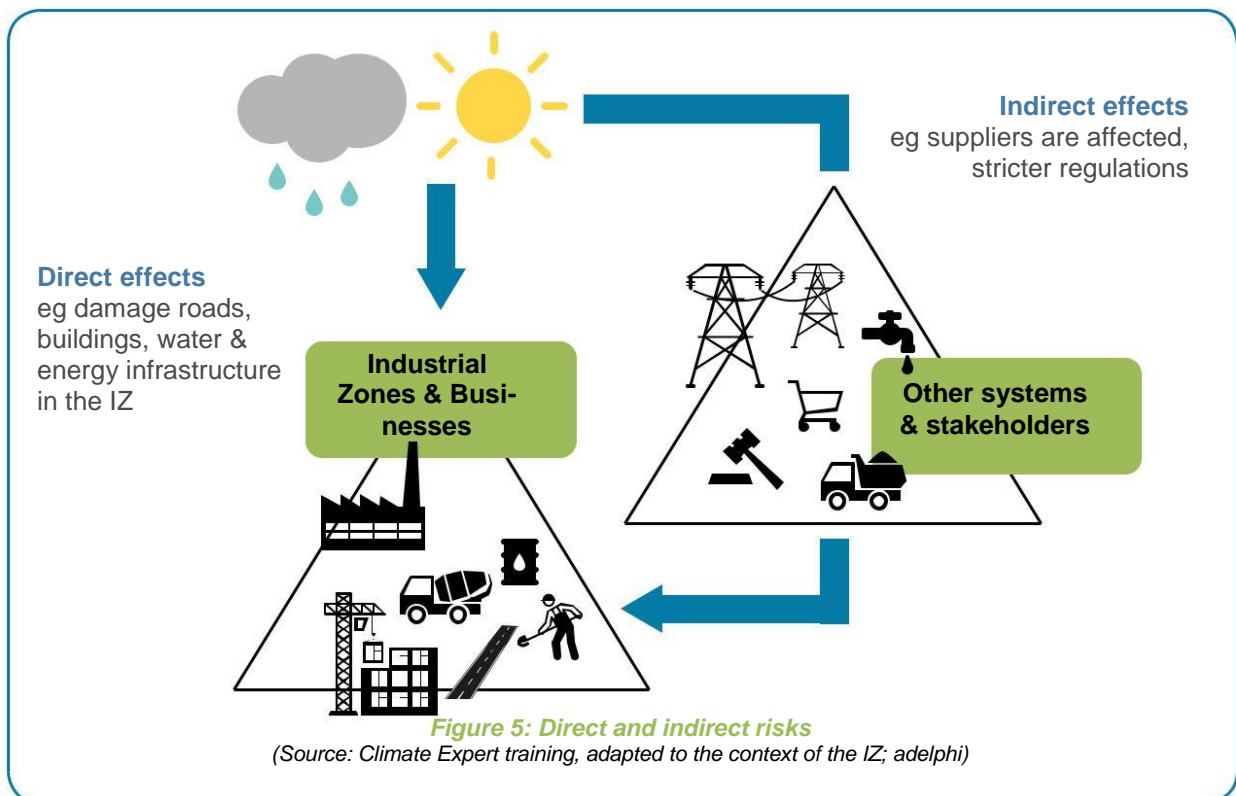 Indirect effects
eg suppliers are affected,
stricter regulations
Direct effects
eg damage roads,
buildings, water &
energy infrastructure
in the IZ
Industrial
Zones & Busi-
nesses
Other systems
& stakeholders
Figure 5: Direct and indirect risks
(Source: Climate Expert training, adapted to the context of the IZ; adelphi)